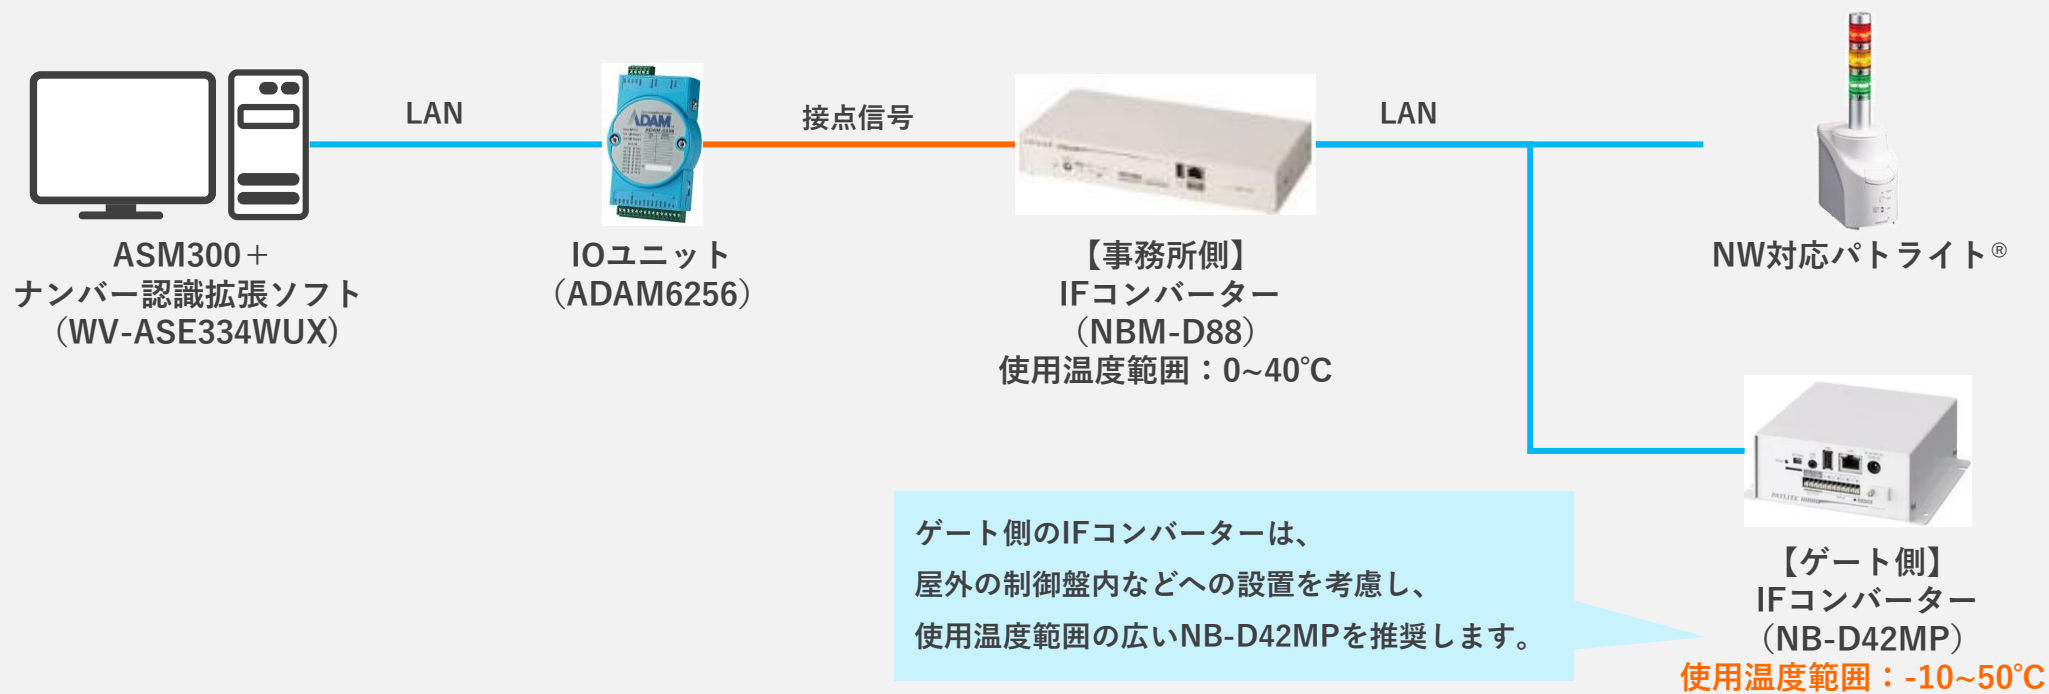 LAN
接点信号
LAN
ADAM
ASM300＋
ナンバー認識拡張ソフト
（WV-ASE334WUX）
IOユニット
（ADAM6256）
【事務所側】
IFコンバーター
（NBM-D88）
使用温度範囲：0~40℃
NW対応パトライト®
PATLITE
ゲート側のIFコンバーターは、
屋外の制御盤内などへの設置を考慮し、
使用温度範囲の広いNB-D42MPを推奨します。
【ゲート側】
IFコンバーター
（NB-D42MP）
使用温度範囲：-10~50℃